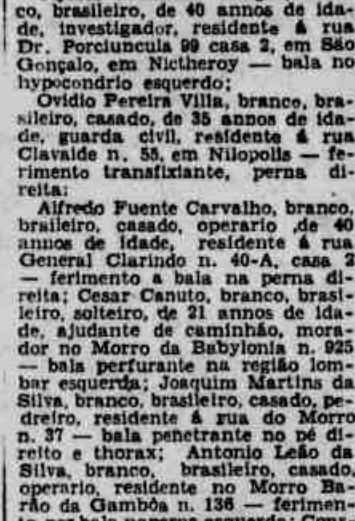 co, brasileiro, de 40 annos de ida-
de, investigador, residente á rua
Dr. Porciuncula 99 casa 2, em São
Gonçalo, em Nictheroy — bala no
hypocondrio esquerdo;
Ovidio Pereira Villa, branco, bra-
sileiro, casado, de 35 annos de ida-
de, guarda civil, residente á rua
Clavaide n. 55, em Nilopolis — fe-
rimento transfixiante, perna di-
reita;
Alfredo Fuente Carvalho, branco,
brasileiro, casado, operario ,de 40
annos de idade, residente á rua
General Clarindo n. 40-A, casa 2
— ferimento a bala na perna di-
reita; Cesar Canuto, branco, brasi-
leiro, solteiro, de 21 annos de ida-
de, ajudante de caminhão, mora-
dor no Morro da Babylonia n. 925
— bala perfurante na região lom-
bar esquerda; Joaquim Martins da
Silva, branco, brasileiro, casado, pe-
dreiro, residente á rua do Morro
n. 37 — bala penetrante no pé di-
reito e thorax; Antonio Leão da
Silva, branco, brasileiro, casado,
operario, residente no Morro Ba-
rão da Gambôa n. 136 — ferimen-